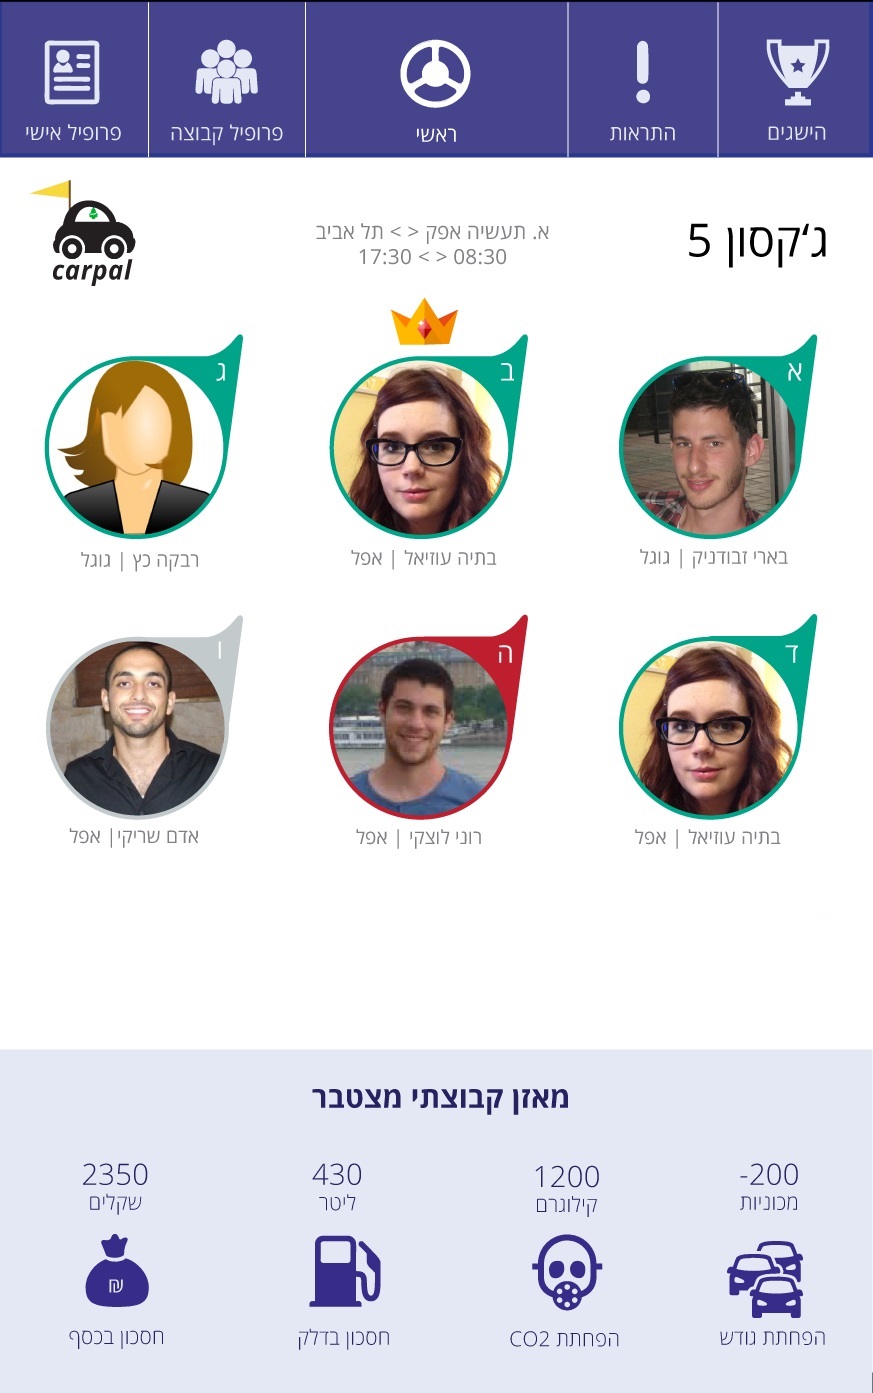 הישגים
התראות
ראשי
פרופיל קבוצה
פרופיל אישי
ג'קסון 5
א. תעשיה אפק < > תל אביב
08:30 < > 17:30
carpal
א
ב
ג
בארי זבודניק | גוגל
בתיה עוזיאל | אפל
רבקה כץ | גוגל
ד
ה
ו
בתיה עוזיאל | אפל
רוני לוצקי | אפל
אדם שריקי| אפל
מאזן קבוצתי מצטבר
-200
מכוניות
1200
קילוגרם
430
ליטר
2350
שקלים
₪
הפחתת גודש
הפחתת CO2
חסכון בדלק
חסכון בכסף